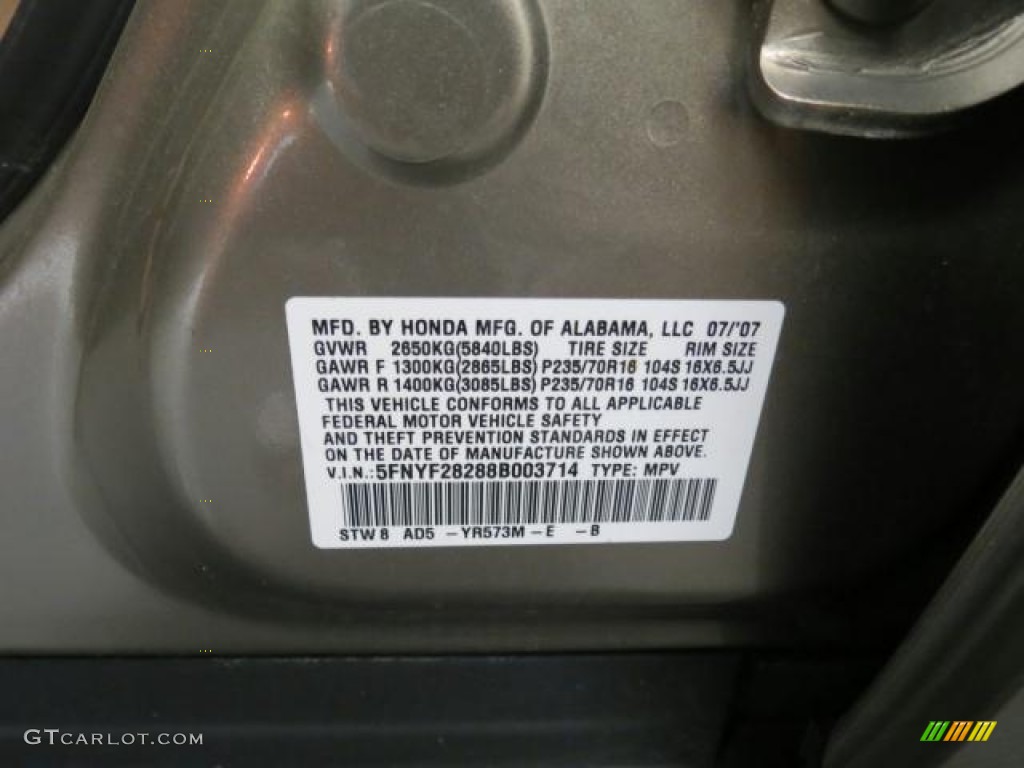 MFD. BY HONDA MFG. OF ALABAMA, LLC 07/'07
GVWR 2650KG(5840LBS) TIRE SIZE RIM SIZE
GAWR F 1300KG(2865LBS) P235/70R16 104S 16X6.5JJ
GAWR R 1400KG(3085LBS) P235/70R16 104S 16X6.5JJ
THIS VEHICLE CONFORMS TO ALL APPLICABLE
FEDERAL MOTOR VEHICLE SAFETY
AND THEFT PREVENTION STANDARDS IN EFFECT
ON THE DATE OF MANUFACTURE SHOWN ABOVE.
V.I.N.:5FNYF28288B003714 TYPE: MPV
STW8 AD5 -YR573M-E -B
GTCARLOT.COM